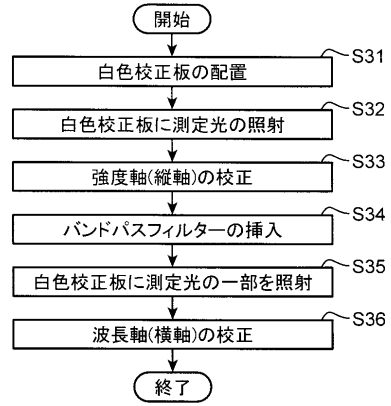 開始
S31
白色校正板の配置
S32
白色校正板に測定光の照射
S33
強度軸(縦軸)の校正
S34
バンドパスフィルターの挿入
S35
白色校正板に測定光の一部を照射
S36
波長軸(横軸)の校正
終了